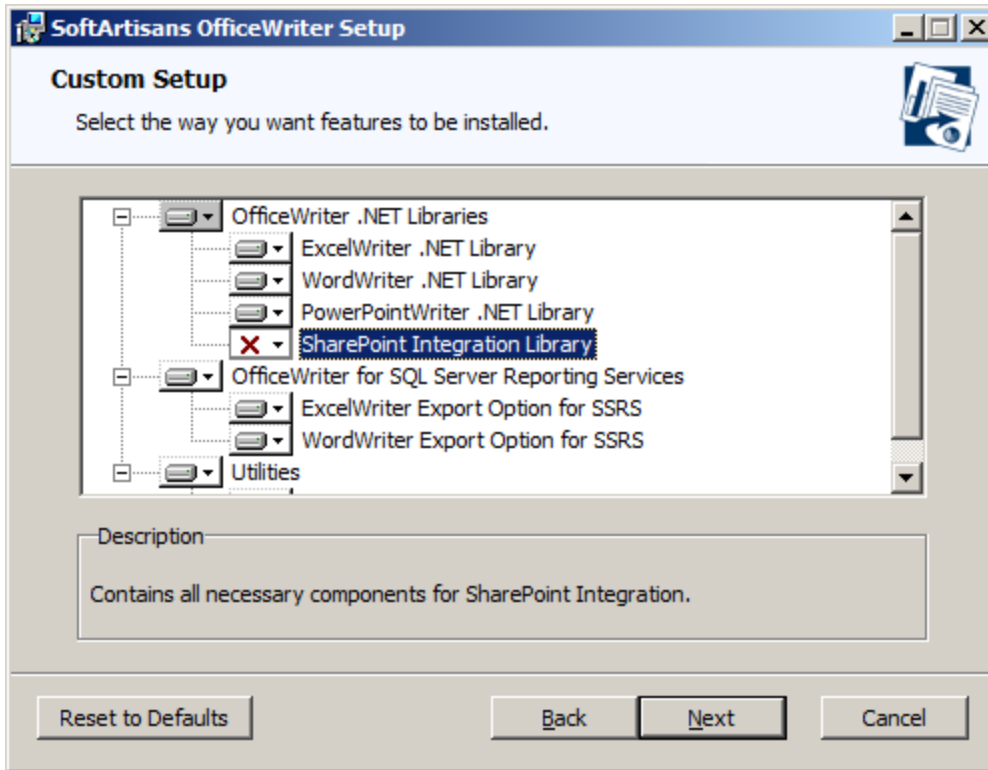 SoftArtisans OfficeWriter Setup
Custom Setup
Select the way you want features to be installed.
OfficeWriter .NET Libraries
ExcelWriter .NET Library
WordWriter .NET Library
PowerPointWriter .NET Library
SharePoint Integration Library
OfficeWriter for SQL Server Reporting Services
ExcelWriter Export Option for SSRS
WordWriter Export Option for SSRS
Utilities
Description
Contains all necessary components for SharePoint Integration.
Reset to Defaults Back Next Cancel